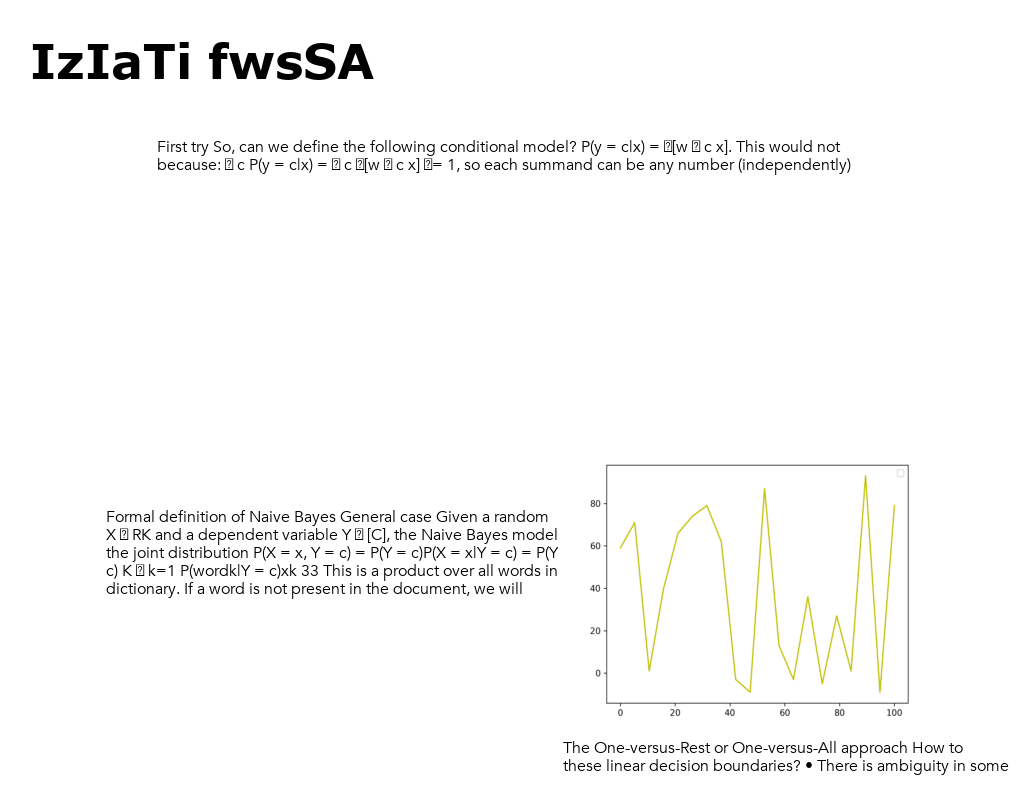 IzIaTi fwsSA
First try So, can we define the following conditional model? P(y = c|x) = [w c x]. This would not
because: c P(y = c|x) = c [w c x] = 1, so each summand can be any number (independently)
Formal definition of Naive Bayes General case Given a random
X RK and a dependent variable Y [C], the Naive Bayes model
the joint distribution P(X = x, Y = c) = P(Y = c)P(X = x|Y = c) = P(Y
c) K k=1 P(wordk|Y = c)xk 33 This is a product over all words in
dictionary. If a word is not present in the document, we will
80
60
40
20
0
0 20 40 60 80 100
The One-versus-Rest or One-versus-All approach How to
these linear decision boundaries? • There is ambiguity in some